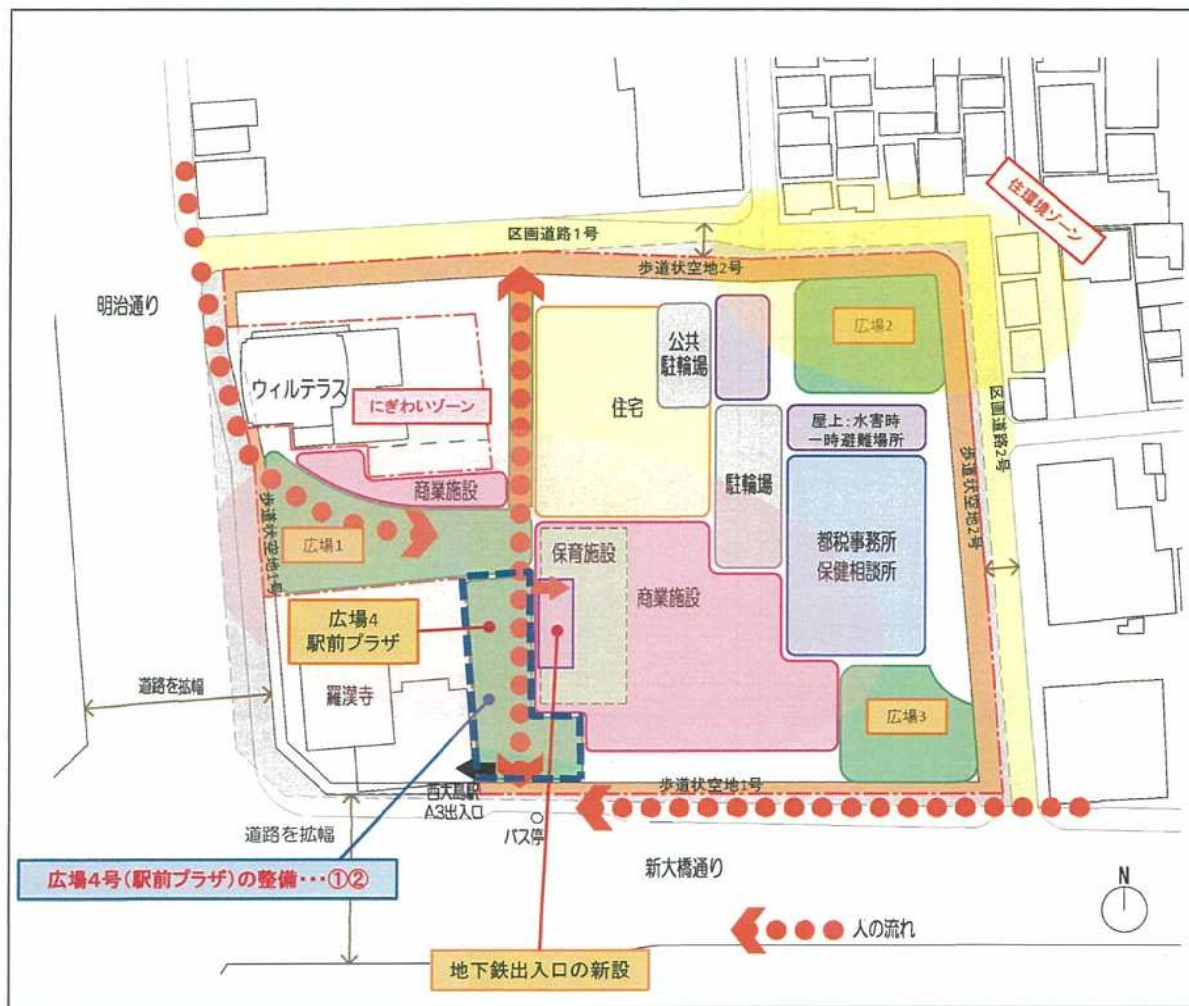 住環境ゾーン
区画道路1号
歩道状空地2号
明治通り
広場2
公共
駐輪場
ウィルテラス
にぎわいゾーン
住宅
屋上:水害時
一時避難場所
区画道路2号
歩道状空地2号
商業施設
駐輪場
歩道状空地1号
広場1
保育施設
都税事務所
保健相談所
商業施設
広場4
駅前プラザ
道路を拡幅
羅漢寺
広場3
西大島駅
A3出入口
歩道状空地1号
バス停
道路を拡幅
新大橋通り
広場4号(駅前プラザ)の整備・・・①②
N
人の流れ
地下鉄出入口の新設